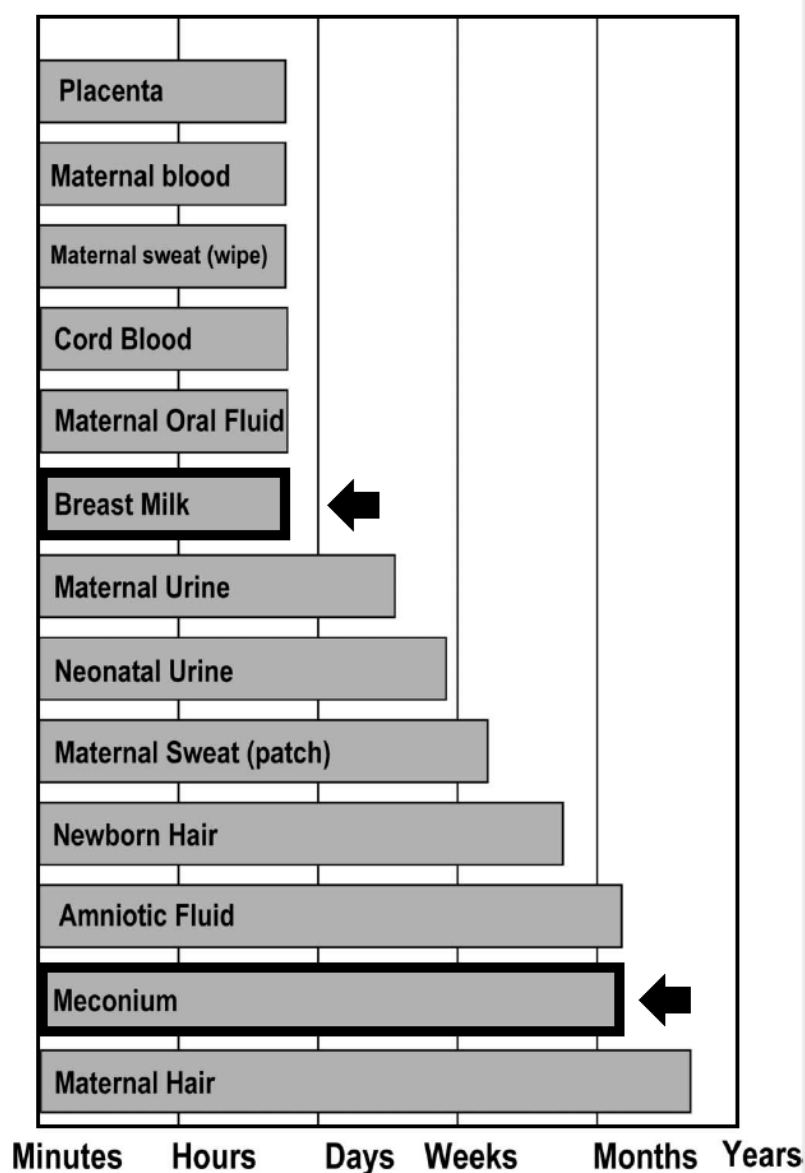 Placenta
Maternal blood
Maternal sweat (wipe)
Cord Blood
Maternal Oral Fluid
Breast Milk
Maternal Urine
Neonatal Urine
Maternal Sweat (patch)
Newborn Hair
Amniotic Fluid
Meconium
Maternal Hair
Minutes Hours Days Weeks Months Years